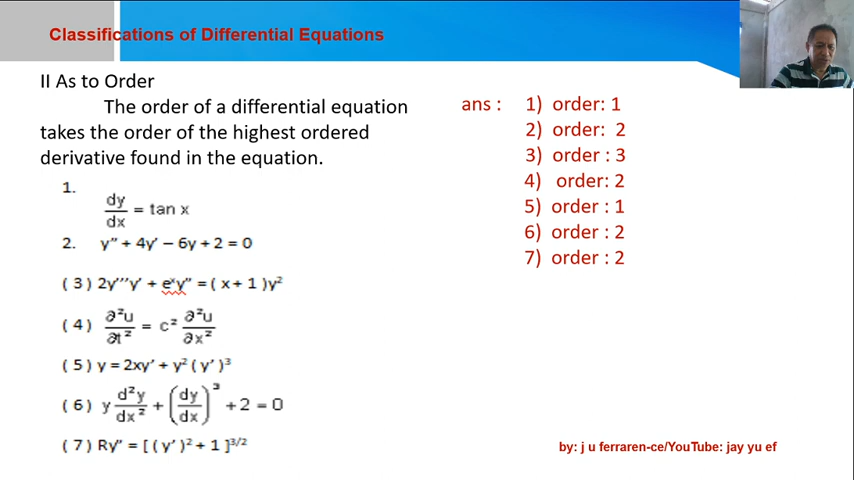 Classifications of Differential Equations
II As to Order
The order of a differential equation
takes the order of the highest ordered
derivative found in the equation.
1.
dy/dx = tan x
2. y" + 4y' – 6y + 2 = 0
( 3 ) 2y'''y' + eˣy" = ( x + 1 )y²
( 4 ) ∂²u/∂t² = c² ∂²u/∂x²
( 5 ) y = 2xy' + y² ( y' )³
( 6 ) y d²y/dx² + (dy/dx)³ + 2 = 0
( 7 ) Ry" = [ ( y' )² + 1 ]³/²
ans : 1) order: 1
2) order: 2
3) order : 3
4) order: 2
5) order : 1
6) order : 2
7) order : 2
by: j u ferraren-ce/YouTube: jay yu ef